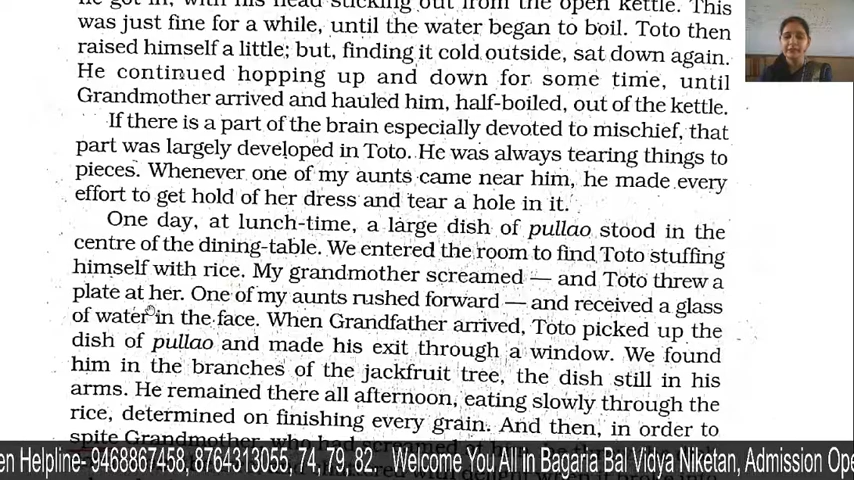 he got in, with his head sticking out from the open kettle. This
was just fine for a while, until the water began to boil. Toto then
raised himself a little; but, finding it cold outside, sat down again.
He continued hopping up and down for some time, until
Grandmother arrived and hauled him, half-boiled, out of the kettle.
If there is a part of the brain especially devoted to mischief, that
part was largely developed in Toto. He was always tearing things to
pieces. Whenever one of my aunts came near him, he made every
effort to get hold of her dress and tear a hole in it.
One day, at lunch-time, a large dish of pullao stood in the
centre of the dining-table. We entered the room to find Toto stuffing
himself with rice. My grandmother screamed — and Toto threw a
plate at her. One of my aunts rushed forward — and received a glass
of water in the face. When Grandfather arrived, Toto picked up the
dish of pullao and made his exit through a window. We found
him in the branches of the jackfruit tree, the dish still in his
arms. He remained there all afternoon, eating slowly through the
rice, determined on finishing every grain. And then, in order to
spite Grandmother, who had screamed
en Helpline- 9468867458, 8764313055, 74, 79, 82. Welcome You All In Bagaria Bal Vidya Niketan, Admission Ope